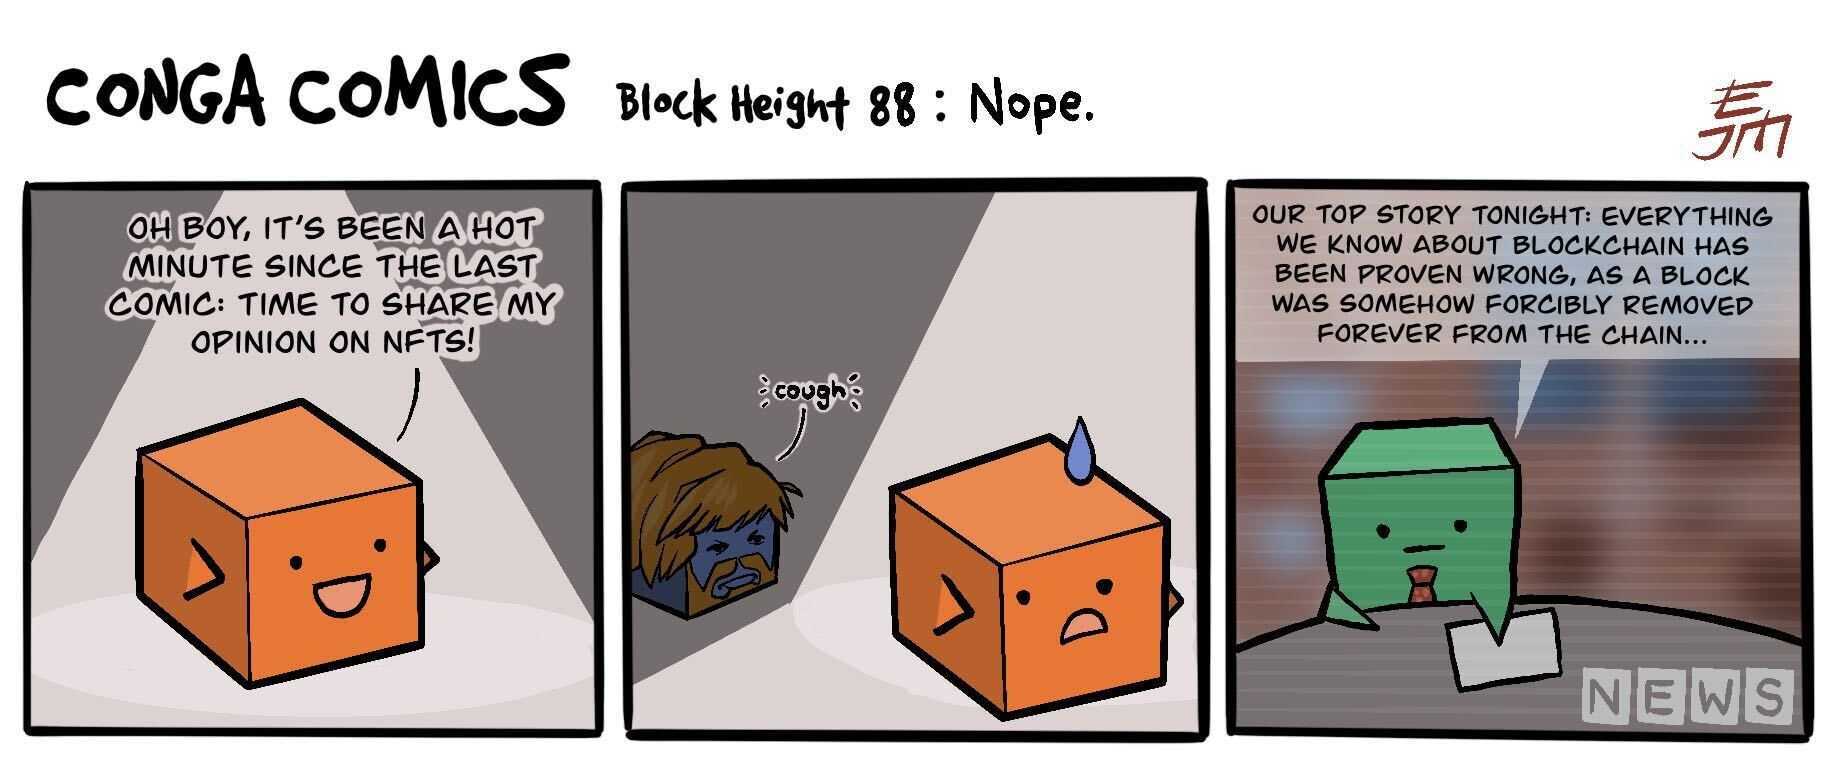 CONGA COMICS Block Height 88 : Nope.
EJM
OH BOY, IT'S BEEN A HOT
MINUTE SINCE THE LAST
COMIC: TIME TO SHARE MY
OPINION ON NFTS!
cough
OUR TOP STORY TONIGHT: EVERYTHING
WE KNOW ABOUT BLOCKCHAIN HAS
BEEN PROVEN WRONG, AS A BLOCK
WAS SOMEHOW FORCIBLY REMOVED
FOREVER FROM THE CHAIN...
NEWS